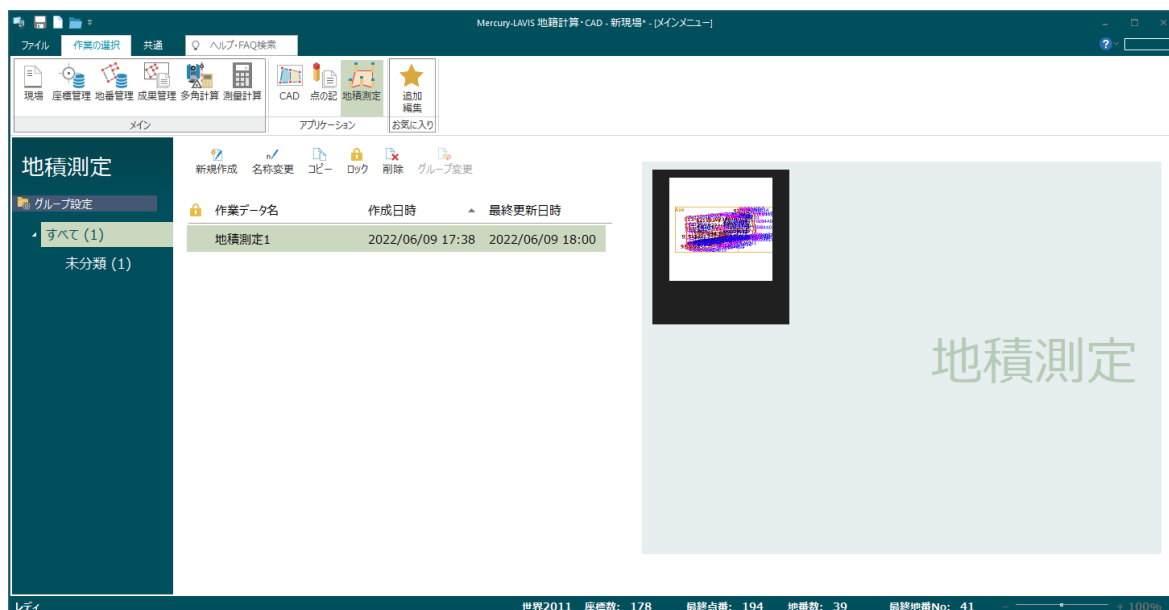 Mercury-LAVIS 地籍計算・CAD - 新現場* - [メインメニュー]
ファイル 作業の選択 共通 ヘルプ・FAQ検索
現場 座標管理 地番管理 成果管理 多角計算 測量計算 CAD 点の記 地積測定 追加編集
メイン アプリケーション お気に入り
地積測定
新規作成 名称変更 コピー ロック 削除 グループ変更
グループ設定
作業データ名 作成日時 最終更新日時
すべて (1)
地積測定1 2022/06/09 17:38 2022/06/09 18:00
未分類 (1)
地積測定
レディ 世界2011 座標数: 178 最終点番: 194 地番数: 39 最終地番No: 41 100%